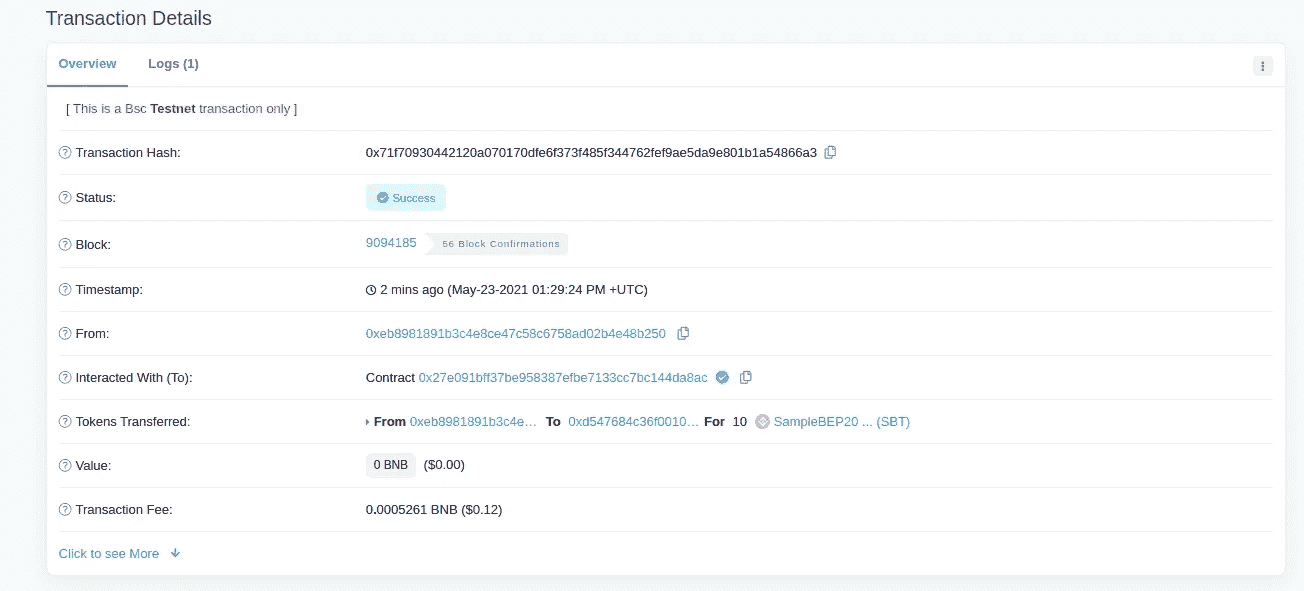 Transaction Details
Overview Logs (1)
[ This is a Bsc Testnet transaction only ]
Transaction Hash: 0x71f70930442120a070170dfe6f373f485f344762fef9ae5da9e801b1a54866a3
Status: Success
Block: 9094185 56 Block Confirmations
Timestamp: 2 mins ago (May-23-2021 01:29:24 PM +UTC)
From: 0xeb8981891b3c4e8ce47c58c6758ad02b4e48b250
Interacted With (To): Contract 0x27e091bff37be958387efbe7133cc7bc144da8ac
Tokens Transferred: From 0xeb8981891b3c4e... To 0xd547684c36f0010... For 10 SampleBEP20 ... (SBT)
Value: 0 BNB ($0.00)
Transaction Fee: 0.0005261 BNB ($0.12)
Click to see More